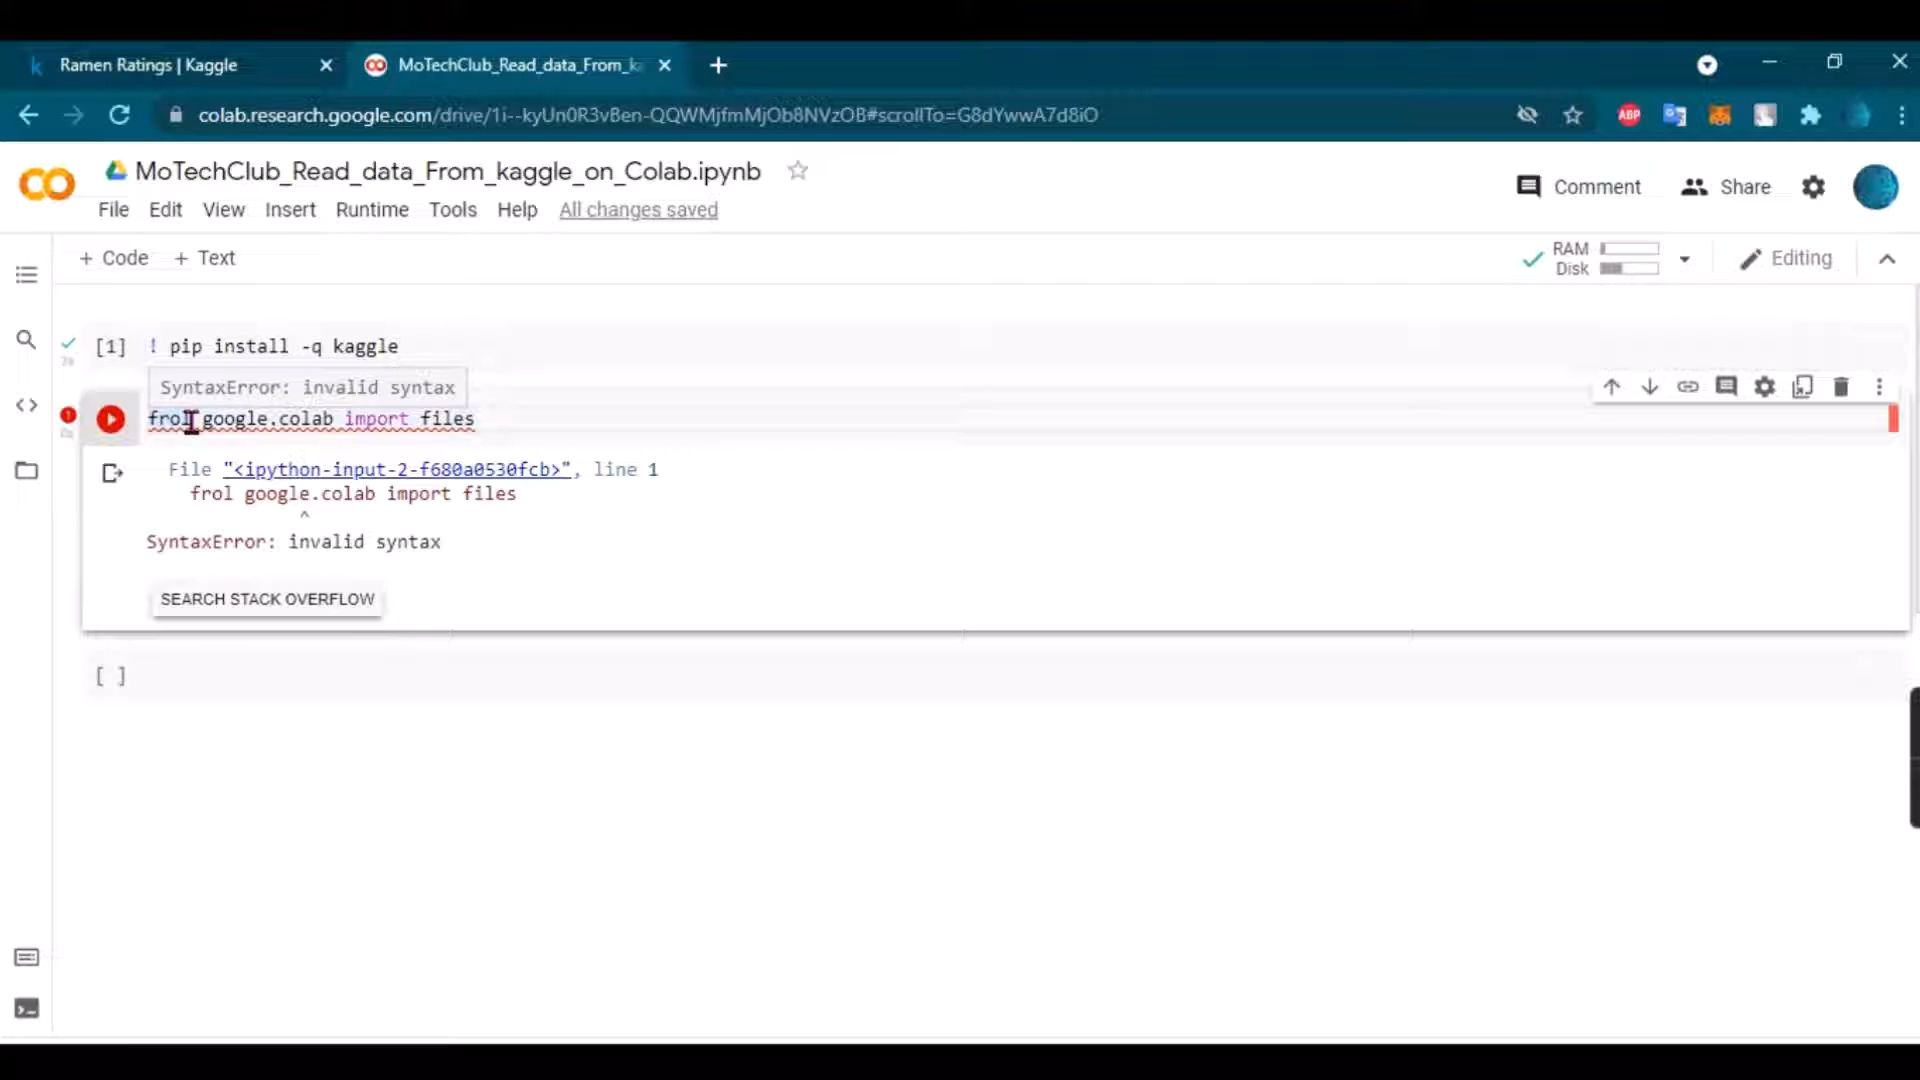 Ramen Ratings | Kaggle
MoTechClub_Read_data_From_k
colab.research.google.com/drive/1i--kyUn0R3vBen-QQWMjfmMjOb8NVzOB#scrollTo=G8dYwwA7d8iO
ABP
MoTechClub_Read_data_From_kaggle_on_Colab.ipynb
Comment
Share
File Edit View Insert Runtime Tools Help All changes saved
+ Code + Text
RAM
Disk
Editing
[1] ! pip install -q kaggle
SyntaxError: invalid syntax
frol google.colab import files
File "<ipython-input-2-f680a0530fcb>", line 1
frol google.colab import files
^
SyntaxError: invalid syntax
SEARCH STACK OVERFLOW
[ ]